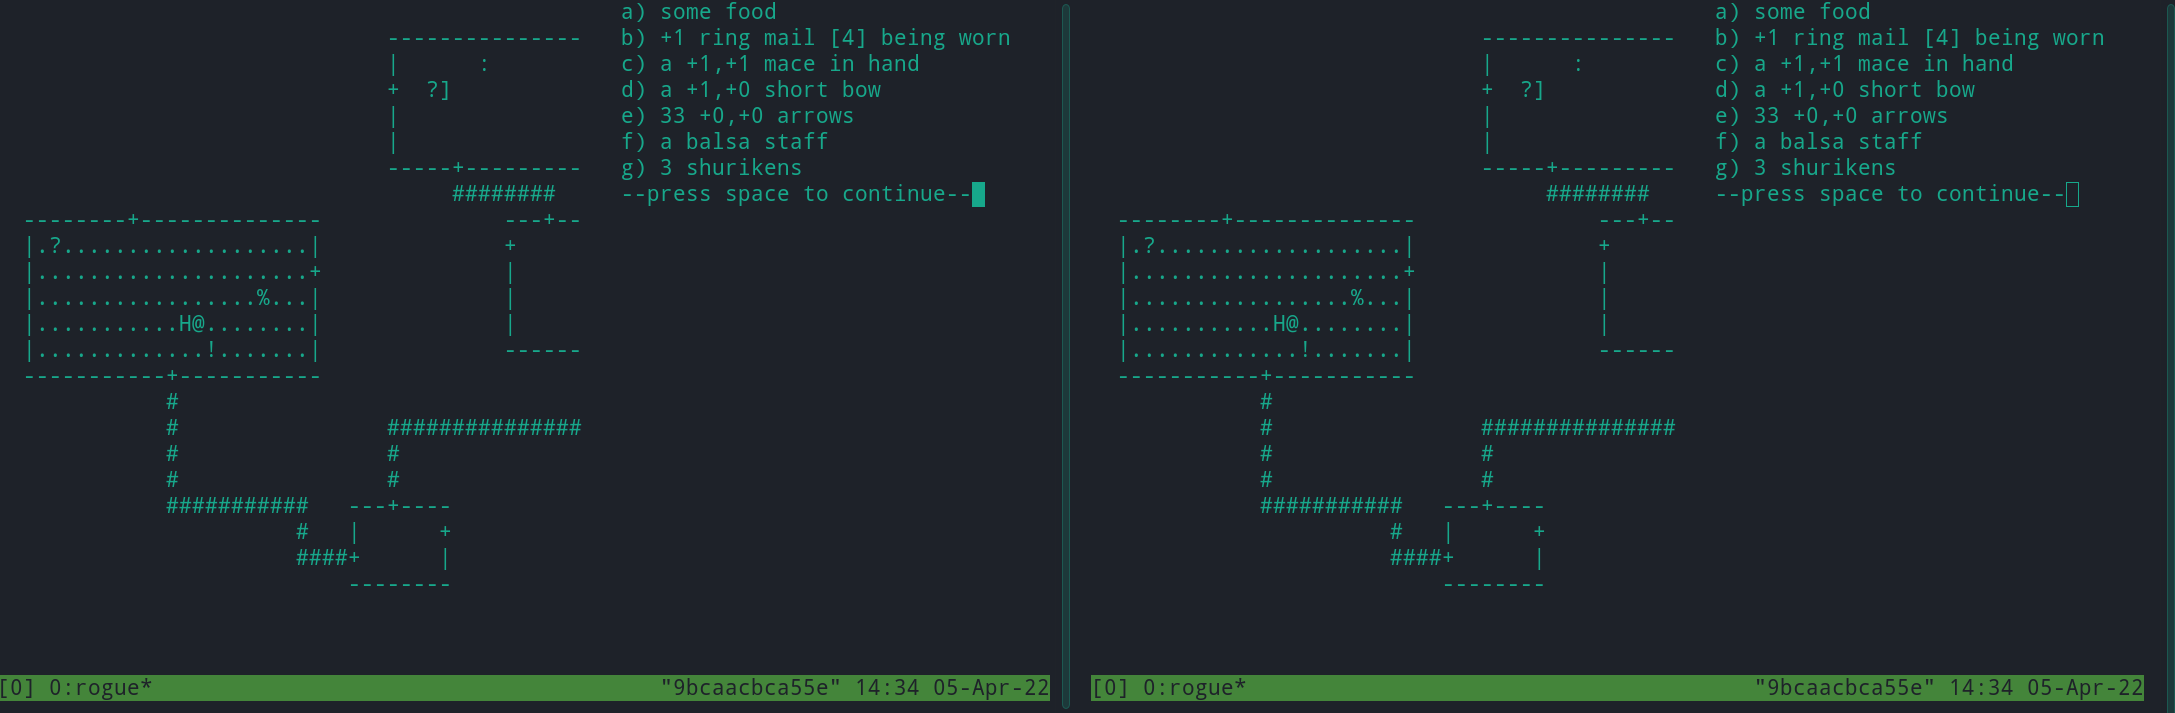 a) some food
                              ---------------   b) +1 ring mail [4] being worn
                              |      :          c) a +1,+1 mace in hand
                              +  ?]             d) a +1,+0 short bow
                              |                 e) 33 +0,+0 arrows
                              |                 f) a balsa staff
                              -----+---------   g) 3 shurikens
                                   ########     --press space to continue--
  --------+--------------              ---+--
  |.?...................|              +
  |.....................+              |
  |.................%...|              |
  |...........H@........|              |
  |.............!.......|              ------
  -----------+-----------
             #
             #                ###############
             #                #
             #                #
             ###########   ---+----
                       #   |      +
                       ####+      |
                           --------
[0] 0:rogue*                                       "9bcaacbca55e" 14:34 05-Apr-22
                                                a) some food
                              ---------------   b) +1 ring mail [4] being worn
                              |      :          c) a +1,+1 mace in hand
                              +  ?]             d) a +1,+0 short bow
                              |                 e) 33 +0,+0 arrows
                              |                 f) a balsa staff
                              -----+---------   g) 3 shurikens
                                   ########     --press space to continue--
  --------+--------------              ---+--
  |.?...................|              +
  |.....................+              |
  |.................%...|              |
  |...........H@........|              |
  |.............!.......|              ------
  -----------+-----------
             #
             #                ###############
             #                #
             #                #
             ###########   ---+----
                       #   |      +
                       ####+      |
                           --------
[0] 0:rogue*                                       "9bcaacbca55e" 14:34 05-Apr-22